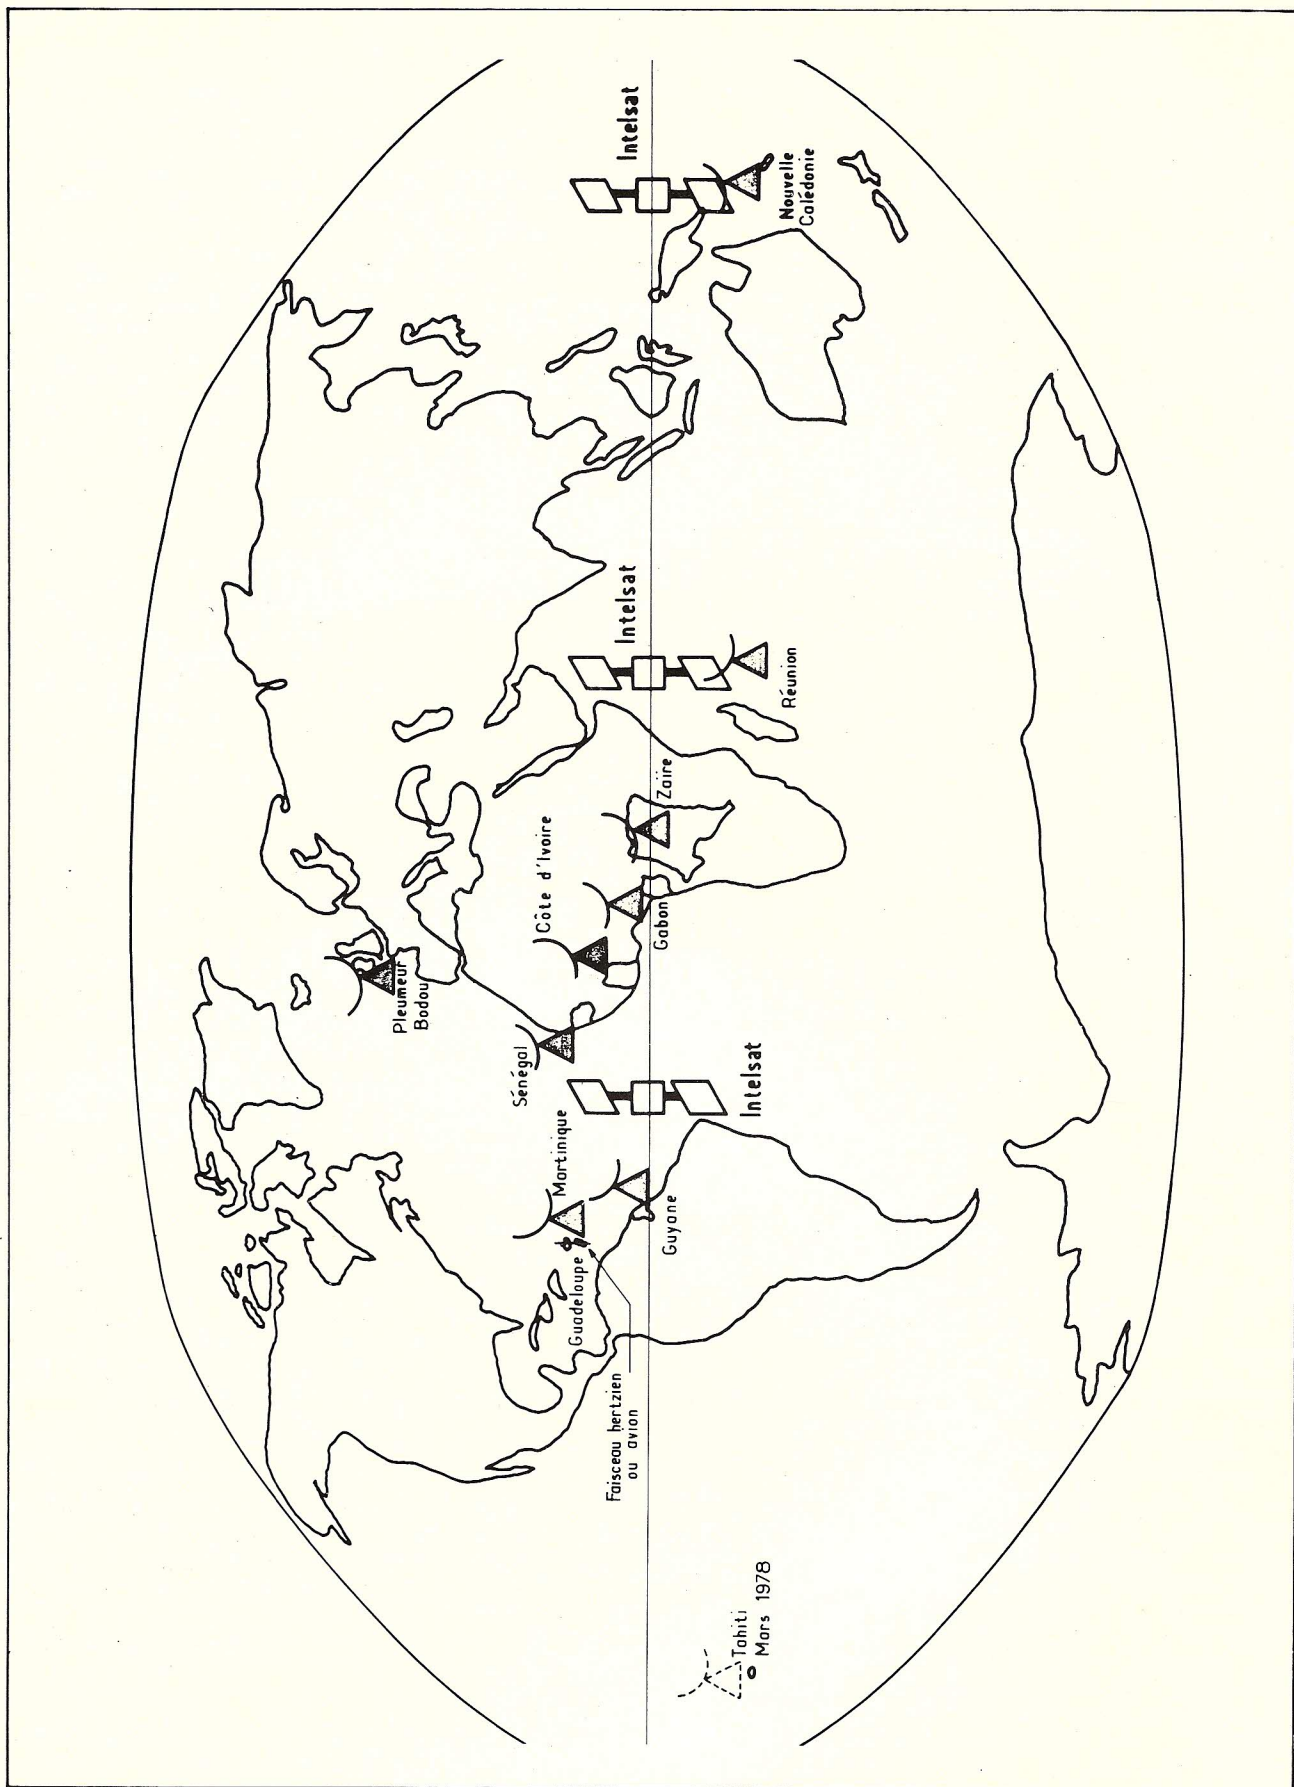 Pleumeur
Bodou
Sénégal
Côte d'Ivoire
Gabon
Zaïre
Martinique
Guadeloupe
Guyane
Faisceau hertzien
ou avion
Intelsat
Intelsat
Réunion
Intelsat
Nouvelle
Calédonie
Tahiti
Mars 1978